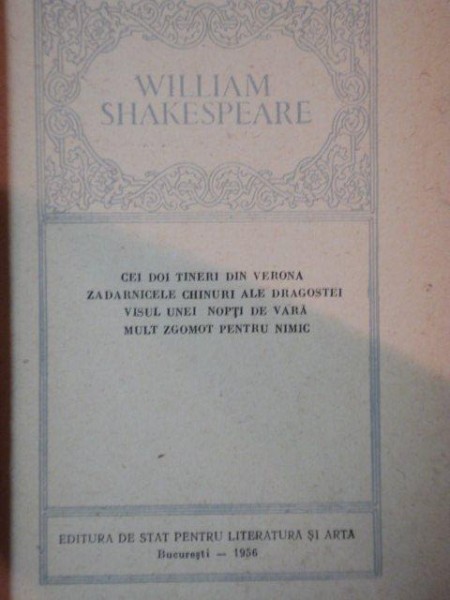 WILLIAM
SHAKESPEARE
CEI DOI TINERI DIN VERONA
ZADARNICELE CHINURI ALE DRAGOSTEI
VISUL UNEI NOPȚI DE VARĂ
MULT ZGOMOT PENTRU NIMIC
EDITURA DE STAT PENTRU LITERATURĂ ȘI ARTĂ
București — 1956